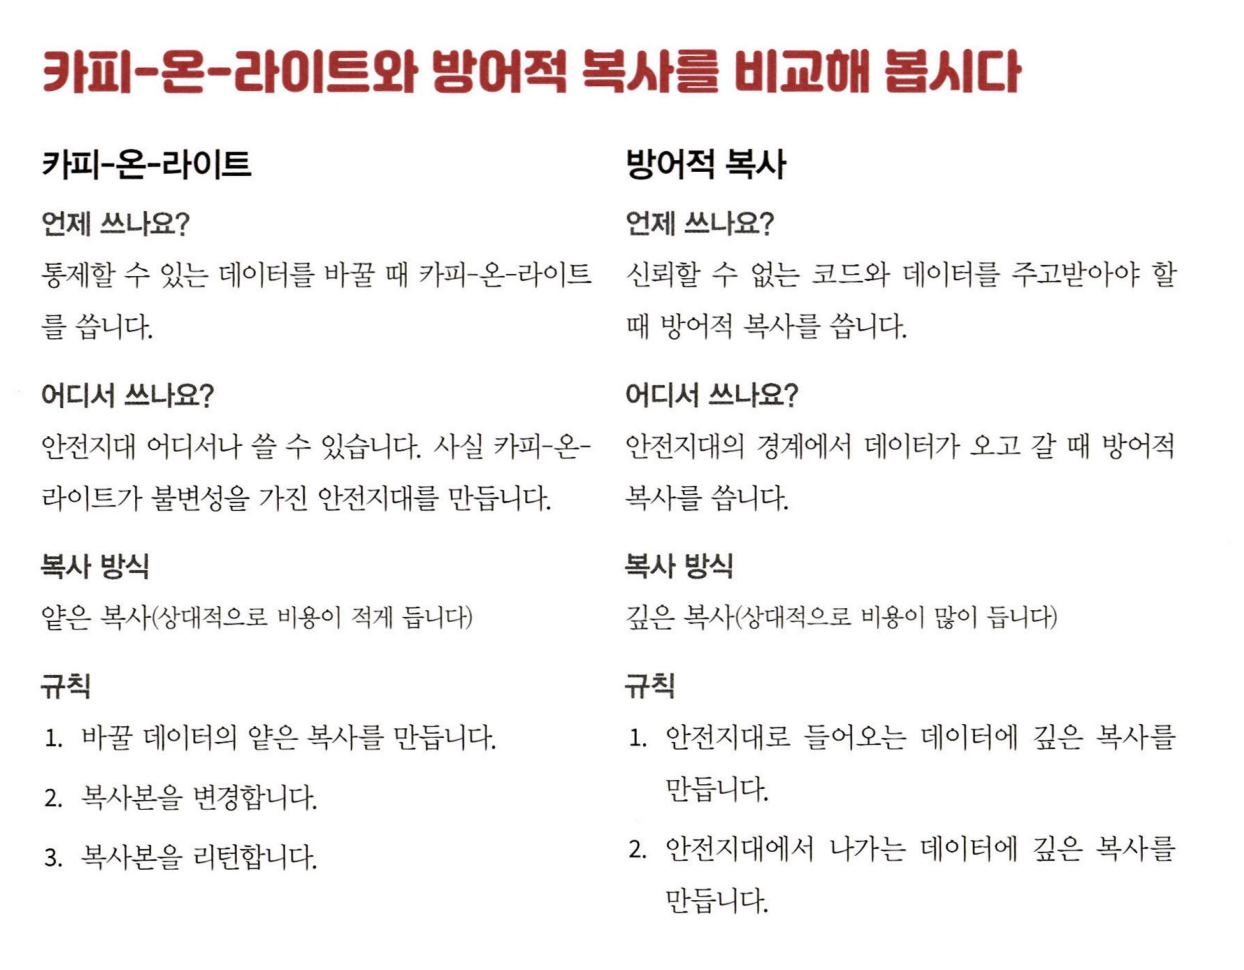 카피-온-라이트와 방어적 복사를 비교해 봅시다
카피-온-라이트
언제 쓰나요?
통제할 수 있는 데이터를 바꿀 때 카피-온-라이트
를 씁니다.
어디서 쓰나요?
안전지대 어디서나 쓸 수 있습니다. 사실 카피-온-
라이트가 불변성을 가진 안전지대를 만듭니다.
복사 방식
얕은 복사(상대적으로 비용이 적게 듭니다)
규칙
1. 바꿀 데이터의 얕은 복사를 만듭니다.
2. 복사본을 변경합니다.
3. 복사본을 리턴합니다.
방어적 복사
언제 쓰나요?
신뢰할 수 없는 코드와 데이터를 주고받아야 할
때 방어적 복사를 씁니다.
어디서 쓰나요?
안전지대의 경계에서 데이터가 오고 갈 때 방어적
복사를 씁니다.
복사 방식
깊은 복사(상대적으로 비용이 많이 듭니다)
규칙
1. 안전지대로 들어오는 데이터에 깊은 복사를
만듭니다.
2. 안전지대에서 나가는 데이터에 깊은 복사를
만듭니다.